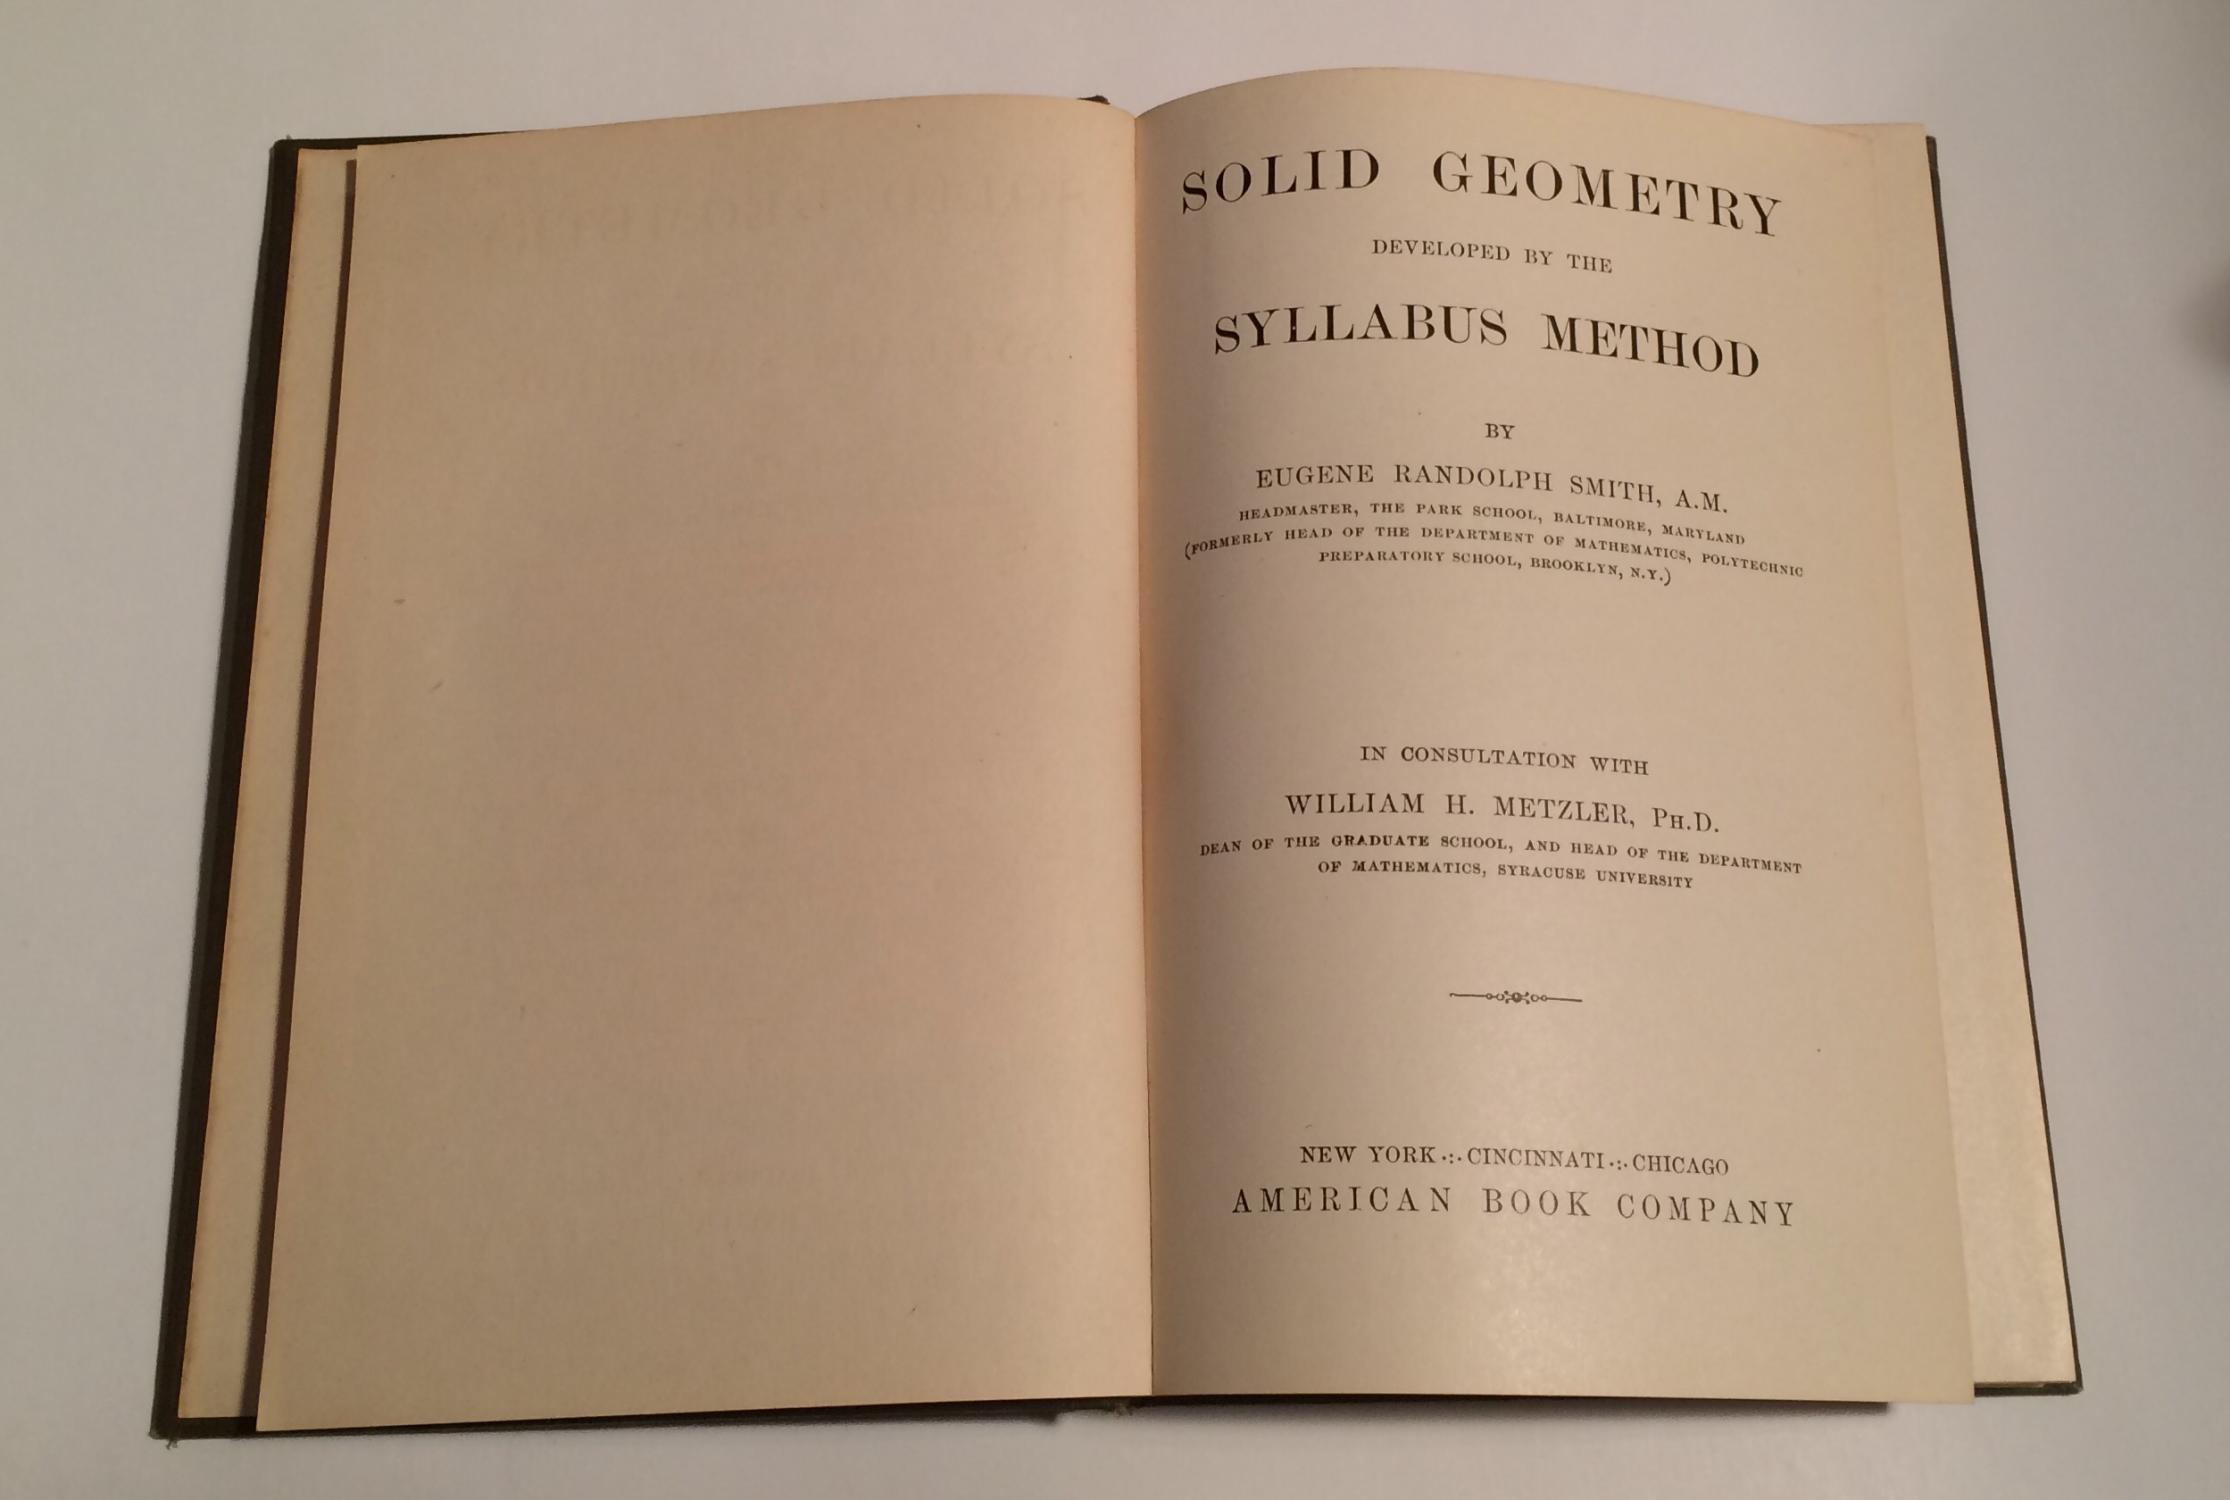 SOLID GEOMETRY
DEVELOPED BY THE
SYLLABUS METHOD
BY
EUGENE RANDOLPH SMITH, A.M.
HEADMASTER, THE PARK SCHOOL, BALTIMORE, MARYLAND
(FORMERLY HEAD OF THE DEPARTMENT OF MATHEMATICS, POLYTECHNIC
PREPARATORY SCHOOL, BROOKLYN, N.Y.)
IN CONSULTATION WITH
WILLIAM H. METZLER, PH.D.
DEAN OF THE GRADUATE SCHOOL, AND HEAD OF THE DEPARTMENT
OF MATHEMATICS, SYRACUSE UNIVERSITY
NEW YORK ·:· CINCINNATI ·:· CHICAGO
AMERICAN BOOK COMPANY